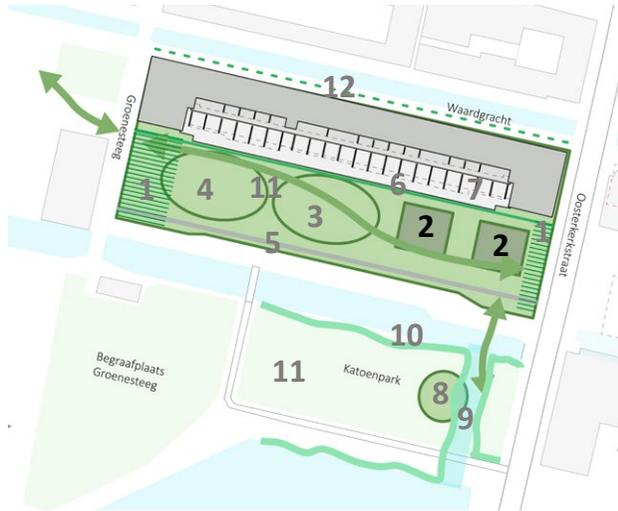 12
Waardgracht
Groenesteeg
1
4
11
3
6
7
2
2
1
5
Oosterkerkstraat
10
Begraafplaats
Groenesteeg
11
Katoenpark
8
9